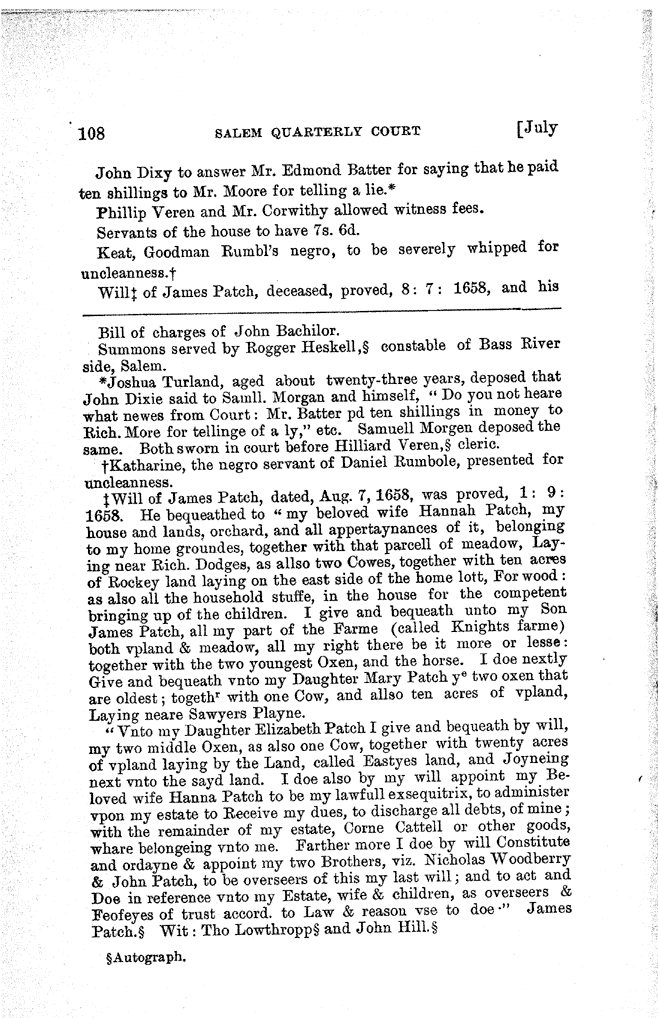 108 SALEM QUARTERLY COURT [July
John Dixy to answer Mr. Edmond Batter for saying that he paid
ten shillings to Mr. Moore for telling a lie.*
Phillip Veren and Mr. Corwithy allowed witness fees.
Servants of the house to have 7s. 6d.
Keat, Goodman Rumbl's negro, to be severely whipped for
uncleanness.†
Will‡ of James Patch, deceased, proved, 8: 7: 1658, and his
Bill of charges of John Bachilor.
Summons served by Rogger Heskell,§ constable of Bass River
side, Salem.
*Joshua Turland, aged about twenty-three years, deposed that
John Dixie said to Samll. Morgan and himself, " Do you not heare
what newes from Court: Mr. Batter pd ten shillings in money to
Rich. More for tellinge of a ly," etc. Samuell Morgen deposed the
same. Both sworn in court before Hilliard Veren,§ cleric.
†Katharine, the negro servant of Daniel Rumbole, presented for
uncleanness.
‡Will of James Patch, dated, Aug. 7, 1658, was proved, 1: 9:
1658. He bequeathed to " my beloved wife Hannah Patch, my
house and lands, orchard, and all appertaynances of it, belonging
to my home groundes, together with that parcell of meadow, Lay-
ing near Rich. Dodges, as allso two Cowes, together with ten acres
of Rockey land laying on the east side of the home lott, For wood :
as also all the household stuffe, in the house for the competent
bringing up of the children. I give and bequeath unto my Son
James Patch, all my part of the Farme (called Knights farme)
both vpland & meadow, all my right there be it more or lesse:
together with the two youngest Oxen, and the horse. I doe nextly
Give and bequeath vnto my Daughter Mary Patch yᵉ two oxen that
are oldest ; togethʳ with one Cow, and allso ten acres of vpland,
Laying neare Sawyers Playne.
" Vnto my Daughter Elizabeth Patch I give and bequeath by will,
my two middle Oxen, as also one Cow, together with twenty acres
of vpland laying by the Land, called Eastyes land, and Joyneing
next vnto the sayd land. I doe also by my will appoint my Be-
loved wife Hanna Patch to be my lawfull exsequitrix, to administer
vpon my estate to Receive my dues, to discharge all debts, of mine ;
with the remainder of my estate, Corne Cattell or other goods,
whare belongeing vnto me. Farther more I doe by will Constitute
and ordayne & appoint my two Brothers, viz. Nicholas Woodberry
& John Patch, to be overseers of this my last will ; and to act and
Doe in reference vnto my Estate, wife & children, as overseers &
Feofeyes of trust accord. to Law & reason vse to doe·" James
Patch.§ Wit : Tho Lowthropp§ and John Hill.§
§Autograph.